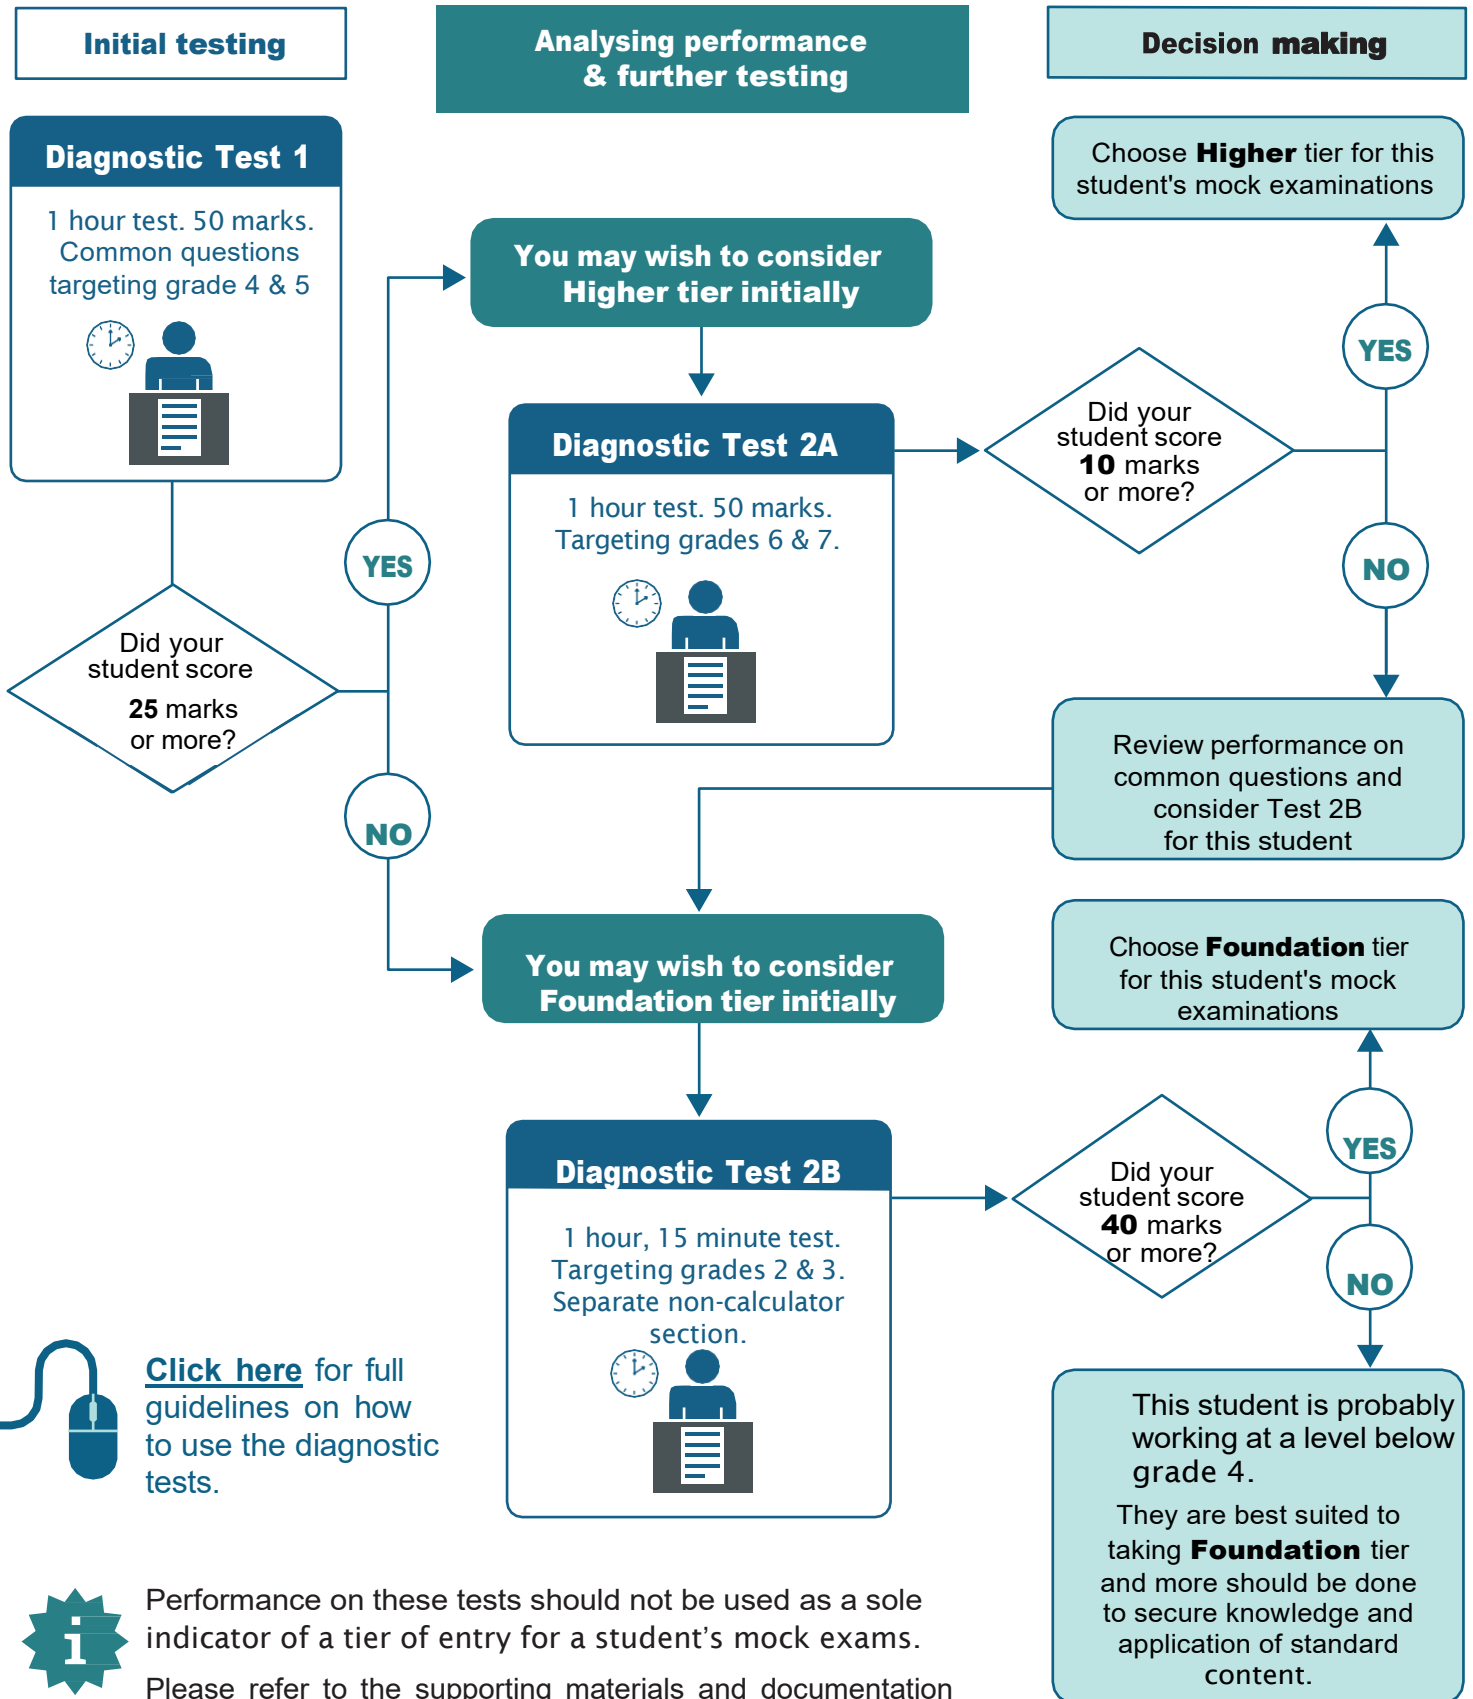 Initial testing
Analysing performance
& further testing
Decision making
Diagnostic Test 1
1 hour test. 50 marks.
Common questions
targeting grade 4 & 5
Did your
student score
25 marks
or more?
YES
NO
You may wish to consider
Higher tier initially
Diagnostic Test 2A
1 hour test. 50 marks.
Targeting grades 6 & 7.
Did your
student score
10 marks
or more?
YES
NO
Choose Higher tier for this
student's mock examinations
Review performance on
common questions and
consider Test 2B
for this student
You may wish to consider
Foundation tier initially
Diagnostic Test 2B
1 hour, 15 minute test.
Targeting grades 2 & 3.
Separate non-calculator
section.
Did your
student score
40 marks
or more?
YES
NO
Choose Foundation tier
for this student's mock
examinations
This student is probably
working at a level below
grade 4.
They are best suited to
taking Foundation tier
and more should be done
to secure knowledge and
application of standard
content.
Click here for full
guidelines on how
to use the diagnostic
tests.
i
Performance on these tests should not be used as a sole
indicator of a tier of entry for a student’s mock exams.
Please refer to the supporting materials and documentation